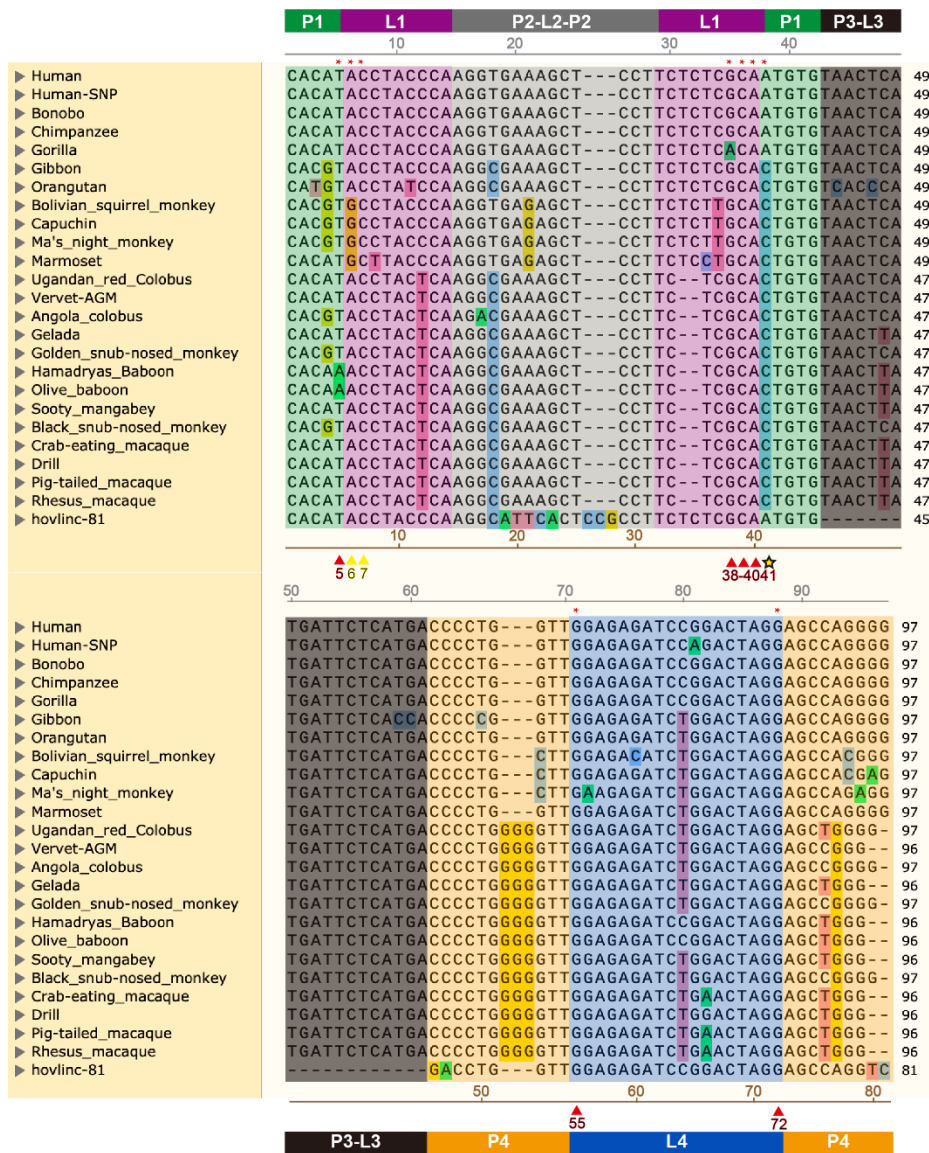 P1 L1 P2-L2-P2 L1 P1 P3-L3
10 20 30 40
* * * * * * *
Human CACATACCTACCCAAGGTGAAAGCT---CCTTCTCTCGCAATGTGTAACTCA 49
Human-SNP CACATACCTACCCAAGGTGAAAGCT---CCTTCTCTCGCAATGTGTAACTCA 49
Bonobo CACATACCTACCCAAGGTGAAAGCT---CCTTCTCTCGCAATGTGTAACTCA 49
Chimpanzee CACATACCTACCCAAGGTGAAAGCT---CCTTCTCTCGCAATGTGTAACTCA 49
Gorilla CACATACCTACCCAAGGTGAAAGCT---CCTTCTCTCACAATGTGTAACTCA 49
Gibbon CACGTACCTACCCAAGGCGAAAGCT---CCTTCTCTCGCACTGTGTAACTCA 49
Orangutan CATGTACCTATCCAAGGCGAAAGCT---CCTTCTCTCGCACTGTGTCACCCA 49
Bolivian_squirrel_monkey CACGTGCCTACCCAAGGTGAGAGCT---CCTTCTCTTGCACTGTGTAACTCA 49
Capuchin CACGTGCCTACCCAAGGTGAGAGCT---CCTTCTCTTGCACTGTGTAACTCA 49
Ma's_night_monkey CACGTGCCTACCCAAGGTGAGAGCT---CCTTCTCTTGCACTGTGTAACTCA 49
Marmoset CACATGCTTACCCAAGGTGAGAGCT---CCTTCTCCTGCACTGTGTAACTCA 49
Ugandan_red_Colobus CACATACCTACTCAAGGCGAAAGCT---CCTTC--TCGCACTGTGTAACTCA 47
Vervet-AGM CACATACCTACTCAAGGCGAAAGCT---CCTTC--TCGCACTGTGTAACTCA 47
Angola_colobus CACGTACCTACTCAAGACGAAAGCT---CCTTC--TCGCACTGTGTAACTCA 47
Gelada CACATACCTACTCAAGGCGAAAGCT---CCTTC--TCGCACTGTGTAACTTA 47
Golden_snub-nosed_monkey CACGTACCTACTCAAGGCGAAAGCT---CCTTC--TCGCACTGTGTAACTCA 47
Hamadryas_Baboon CACAAACCTACTCAAGGCGAAAGCT---CCTTC--TCGCACTGTGTAACTTA 47
Olive_baboon CACAAACCTACTCAAGGCGAAAGCT---CCTTC--TCGCACTGTGTAACTTA 47
Sooty_mangabey CACATACCTACTCAAGGCGAAAGCT---CCTTC--TCGCACTGTGTAACTTA 47
Black_snub-nosed_monkey CACGTACCTACTCAAGGCGAAAGCT---CCTTC--TCGCACTGTGTAACTCA 47
Crab-eating_macaque CACATACCTACTCAAGGCGAAAGCT---CCTTC--TCGCACTGTGTAACTTA 47
Drill CACATACCTACTCAAGGCGAAAGCT---CCTTC--TCGCACTGTGTAACTTA 47
Pig-tailed_macaque CACATACCTACTCAAGGCGAAAGCT---CCTTC--TCGCACTGTGTAACTTA 47
Rhesus_macaque CACATACCTACTCAAGGCGAAAGCT---CCTTC--TCGCACTGTGTAACTTA 47
hovlinc-81 CACATACCTACCCAAGGCATTCACTCCGCCTTCTCTCGCAATGTG------- 45
10 20 30 40
5 6 7 38-4041
50 60 70 80 90
* *
Human TGATTCTCATGACCCCTG---GTTGGAGAGATCCGGACTAGGAGCCAGGGG 97
Human-SNP TGATTCTCATGACCCCTG---GTTGGAGAGATCCAGACTAGGAGCCAGGGG 97
Bonobo TGATTCTCATGACCCCTG---GTTGGAGAGATCCGGACTAGGAGCCAGGGG 97
Chimpanzee TGATTCTCATGACCCCTG---GTTGGAGAGATCCGGACTAGGAGCCAGGGG 97
Gorilla TGATTCTCATGACCCCTG---GTTGGAGAGATCCGGACTAGGAGCCAGGGG 97
Gibbon TGATTCTCACCACCCCCG---GTTGGAGAGATCTGGACTAGGAGCCAGGGG 97
Orangutan TGATTCTCATGACCCCTG---GTTGGAGAGATCTGGACTAGGAGCCAGGGG 97
Bolivian_squirrel_monkey TGATTCTCATGACCCCTG---CTTGGAGACATCTGGACTAGGAGCCACGGG 97
Capuchin TGATTCTCATGACCCCTG---CTTGGAGAGATCTGGACTAGGAGCCACGAG 97
Ma's_night_monkey TGATTCTCATGACCCCTG---CTTGAAGAGATCTGGACTAGGAGCCAGAGG 97
Marmoset TGATTCTCATGACCCCTG---GTTGGAGAGATCTGGACTAGGAGCCAGGGG 97
Ugandan_red_Colobus TGATTCTCATGACCCCTGGGGGTTGGAGAGATCTGGACTAGGAGCTGGGG- 97
Vervet-AGM TGATTCTCATGACCCCTGGGGGTTGGAGAGATCTGGACTAGGAGCCGGG-- 96
Angola_colobus TGATTCTCATGACCCCTGGGGGTTGGAGAGATCTGGACTAGGAGCCGGGG- 97
Gelada TGATTCTCATGACCCCTGGGGGTTGGAGAGATCTGGACTAGGAGCTGGG-- 96
Golden_snub-nosed_monkey TGATTCTCATGACCCCTGGGGGTTGGAGAGATCTGGACTAGGAGCCGGGG- 97
Hamadryas_Baboon TGATTCTCATGACCCCTGGGGGTTGGAGAGATCCGGACTAGGAGCTGGG-- 96
Olive_baboon TGATTCTCATGACCCCTGGGGGTTGGAGAGATCCGGACTAGGAGCTGGG-- 96
Sooty_mangabey TGATTCTCATGACCCCTGGGGGTTGGAGAGATCTGGACTAGGAGCTGGG-- 96
Black_snub-nosed_monkey TGATTCTCATGACCCCTGGGGGTTGGAGAGATCTGGACTAGGAGCCGGGG- 97
Crab-eating_macaque TGATTCTCATGACCCCTGGGGGTTGGAGAGATCTGAACTAGGAGCTGGG-- 96
Drill TGATTCTCATGACCCCTGGGGGTTGGAGAGATCTGGACTAGGAGCTGGG-- 96
Pig-tailed_macaque TGATTCTCATGACCCCTGGGGGTTGGAGAGATCTGAACTAGGAGCTGGG-- 96
Rhesus_macaque TGATTCTCATGACCCCTGGGGGTTGGAGAGATCTGAACTAGGAGCTGGG-- 96
hovlinc-81 ------------GACCTG---GTTGGAGAGATCCGGACTAGGAGCCAGGTC 81
50 60 70 80
55 72
P3-L3 P4 L4 P4